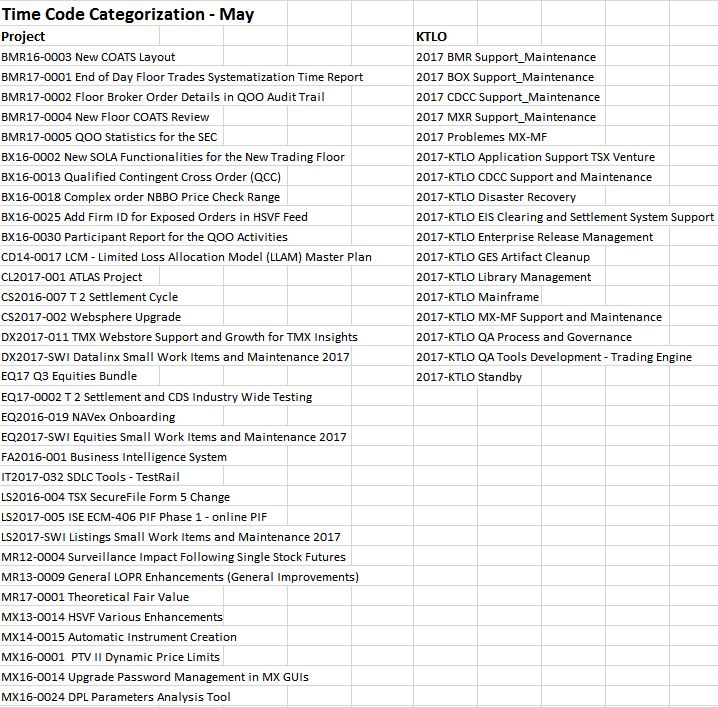 Time Code Categorization - May
Project KTLO
BMR16-0003 New COATS Layout 2017 BMR Support_Maintenance
BMR17-0001 End of Day Floor Trades Systematization Time Report 2017 BOX Support_Maintenance
BMR17-0002 Floor Broker Order Details in QOO Audit Trail 2017 CDCC Support_Maintenance
BMR17-0004 New Floor COATS Review 2017 MXR Support_Maintenance
BMR17-0005 QOO Statistics for the SEC 2017 Problemes MX-MF
BX16-0002 New SOLA Functionalities for the New Trading Floor 2017-KTLO Application Support TSX Venture
BX16-0013 Qualified Contingent Cross Order (QCC) 2017-KTLO CDCC Support and Maintenance
BX16-0018 Complex order NBBO Price Check Range 2017-KTLO Disaster Recovery
BX16-0025 Add Firm ID for Exposed Orders in HSVF Feed 2017-KTLO EIS Clearing and Settlement System Support
BX16-0030 Participant Report for the QOO Activities 2017-KTLO Enterprise Release Management
CD14-0017 LCM - Limited Loss Allocation Model (LLAM) Master Plan 2017-KTLO GES Artifact Cleanup
CL2017-001 ATLAS Project 2017-KTLO Library Management
CS2016-007 T 2 Settlement Cycle 2017-KTLO Mainframe
CS2017-002 Websphere Upgrade 2017-KTLO MX-MF Support and Maintenance
DX2017-011 TMX Webstore Support and Growth for TMX Insights 2017-KTLO QA Process and Governance
DX2017-SWI Datalinx Small Work Items and Maintenance 2017 2017-KTLO QA Tools Development - Trading Engine
EQ17 Q3 Equities Bundle 2017-KTLO Standby
EQ17-0002 T 2 Settlement and CDS Industry Wide Testing
EQ2016-019 NAVex Onboarding
EQ2017-SWI Equities Small Work Items and Maintenance 2017
FA2016-001 Business Intelligence System
IT2017-032 SDLC Tools - TestRail
LS2016-004 TSX SecureFile Form 5 Change
LS2017-005 ISE ECM-406 PIF Phase 1 - online PIF
LS2017-SWI Listings Small Work Items and Maintenance 2017
MR12-0004 Surveillance Impact Following Single Stock Futures
MR13-0009 General LOPR Enhancements (General Improvements)
MR17-0001 Theoretical Fair Value
MX13-0014 HSVF Various Enhancements
MX14-0015 Automatic Instrument Creation
MX16-0001  PTV II Dynamic Price Limits
MX16-0014 Upgrade Password Management in MX GUIs
MX16-0024 DPL Parameters Analysis Tool